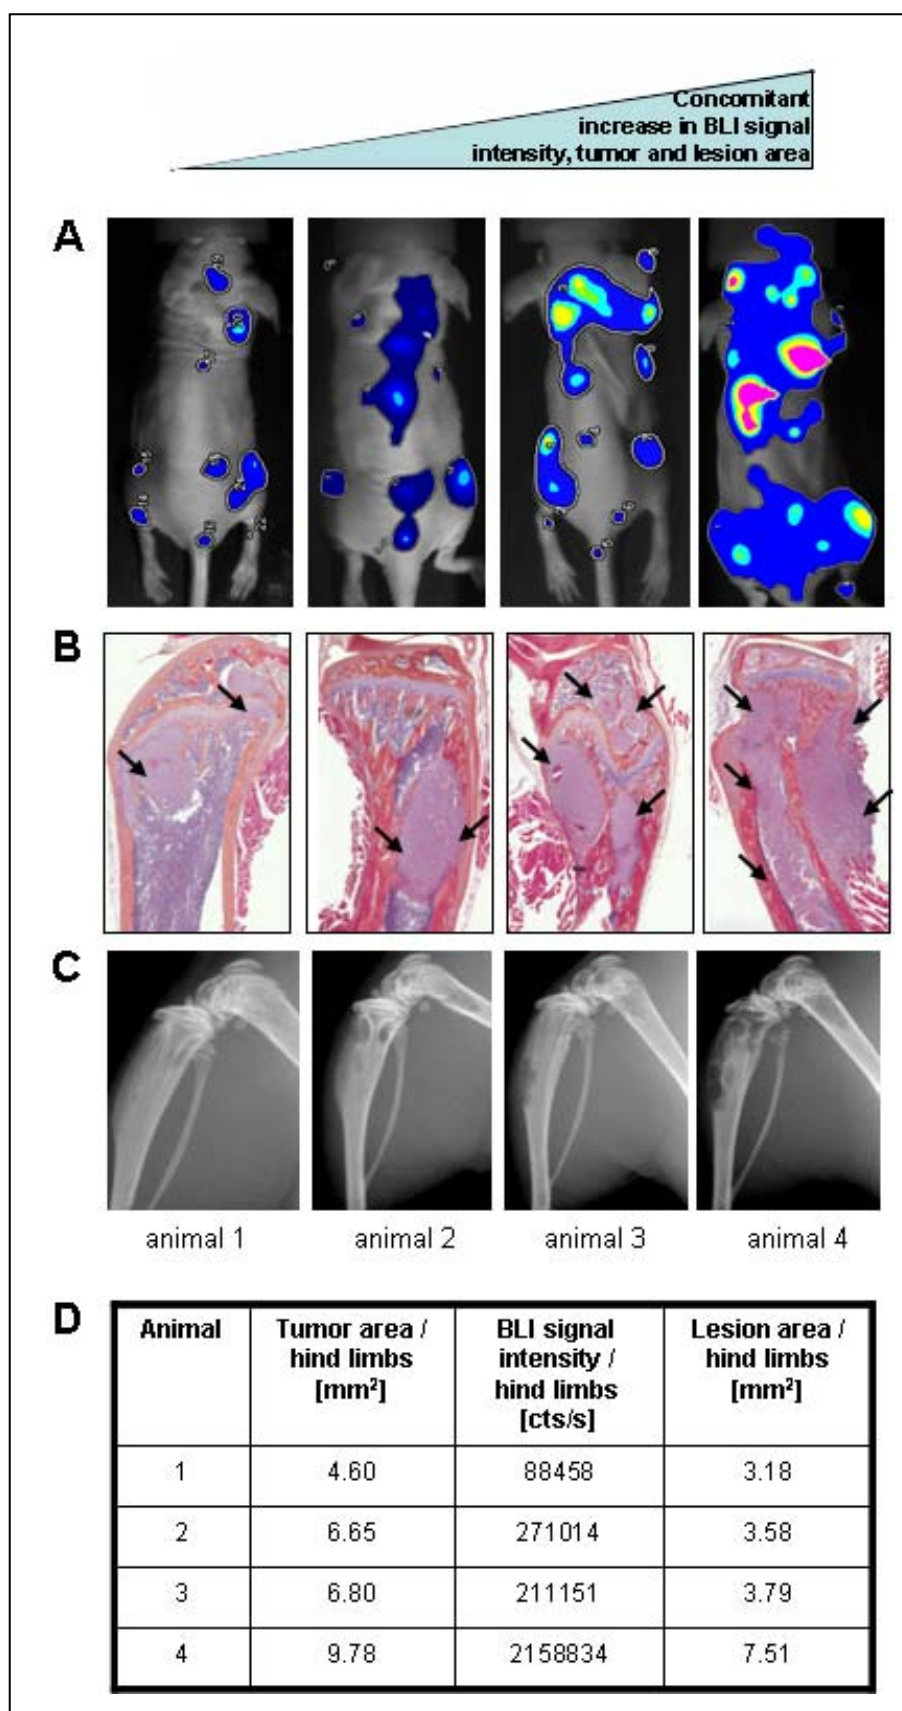 Concomitant
increase in BLI signal
intensity, tumor and lesion area
A
B
C
animal 1
animal 2
animal 3
animal 4
D
Animal
Tumor area /
hind limbs
[mm²]
BLI signal
intensity /
hind limbs
[cts/s]
Lesion area /
hind limbs
[mm²]
1 4.60 88458 3.18
2 6.65 271014 3.58
3 6.80 211151 3.79
4 9.78 2158834 7.51